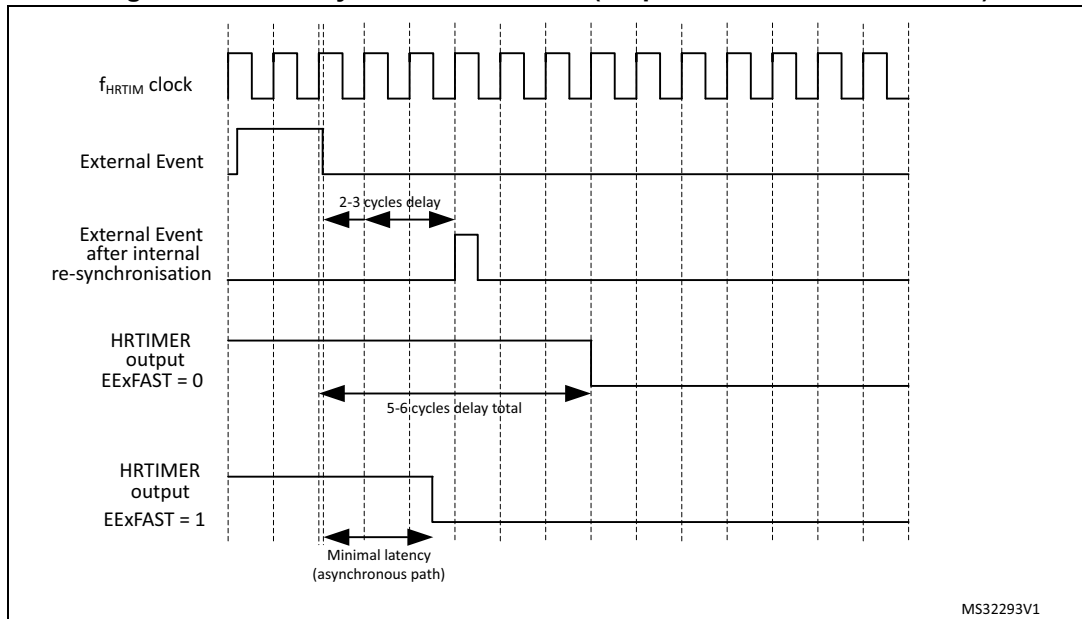 f_HRTIM clock
External Event
2-3 cycles delay
External Event
after internal
re-synchronisation
HRTIMER
output
EExFAST = 0
5-6 cycles delay total
HRTIMER
output
EExFAST = 1
Minimal latency
(asynchronous path)
MS32293V1